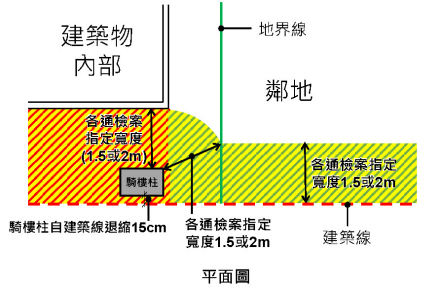 建築物
內部
地界線
鄰地
各通檢案
指定寬度
(1.5或2m)
騎樓柱
各通檢案指定
寬度1.5或2m
騎樓柱自建築線退縮15cm
各通檢案指定
寬度1.5或2m
建築線
平面圖